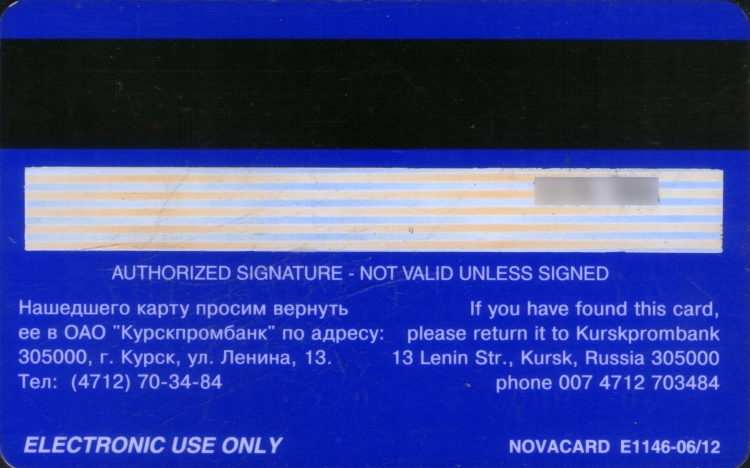 AUTHORIZED SIGNATURE - NOT VALID UNLESS SIGNED
Нашедшего карту просим вернуть
ее в ОАО "Курскпромбанк" по адресу:
305000, г. Курск, ул. Ленина, 13.
Тел: (4712) 70-34-84
If you have found this card,
please return it to Kurskprombank
13 Lenin Str., Kursk, Russia 305000
phone 007 4712 703484
ELECTRONIC USE ONLY
NOVACARD E1146-06/12